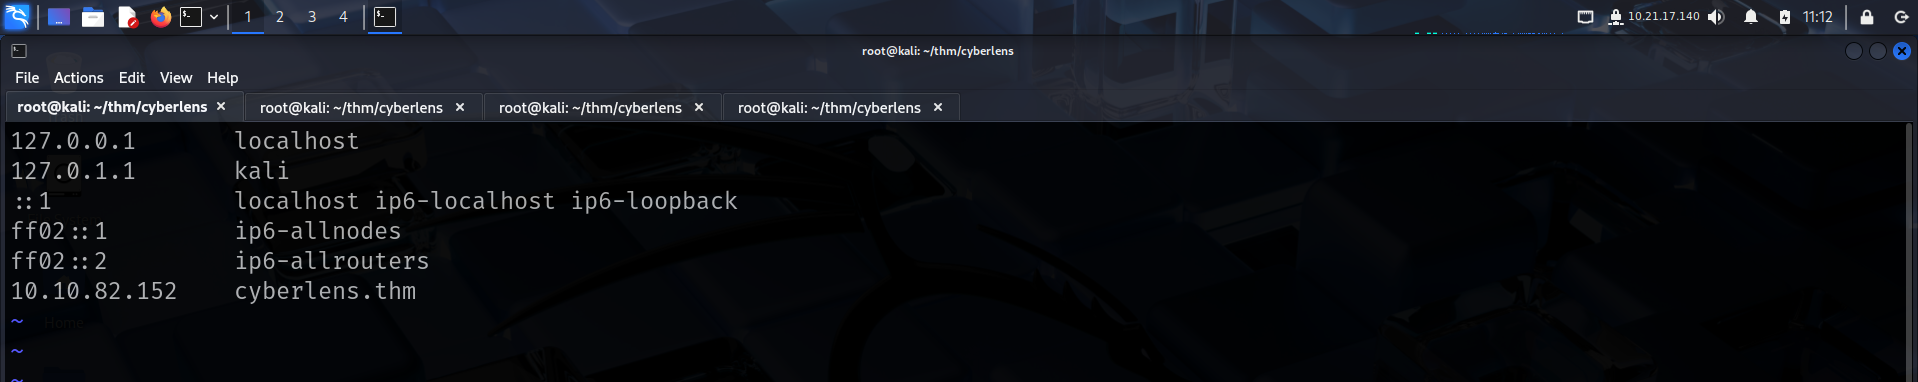 1 2 3 4 10.21.17.140 11:12
root@kali: ~/thm/cyberlens
File Actions Edit View Help
root@kali: ~/thm/cyberlens root@kali: ~/thm/cyberlens root@kali: ~/thm/cyberlens root@kali: ~/thm/cyberlens
127.0.0.1 localhost
127.0.1.1 kali
::1 localhost ip6-localhost ip6-loopback
ff02::1 ip6-allnodes
ff02::2 ip6-allrouters
10.10.82.152 cyberlens.thm
~ Home
~
~